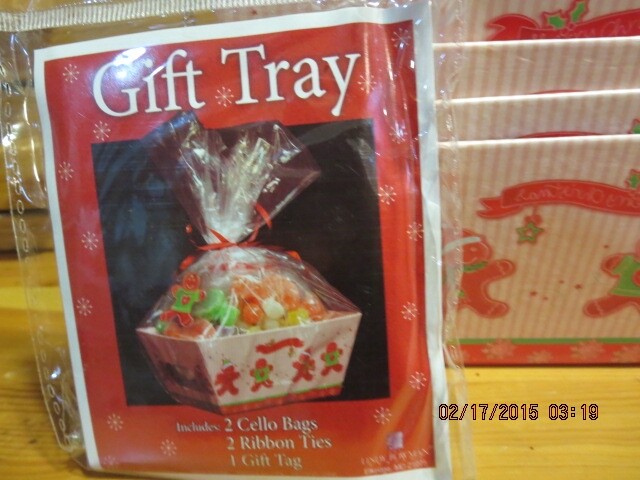 Gift Tray
Includes: 2 Cello Bags
2 Ribbon Ties
1 Gift Tag
02/17/2015 03:19